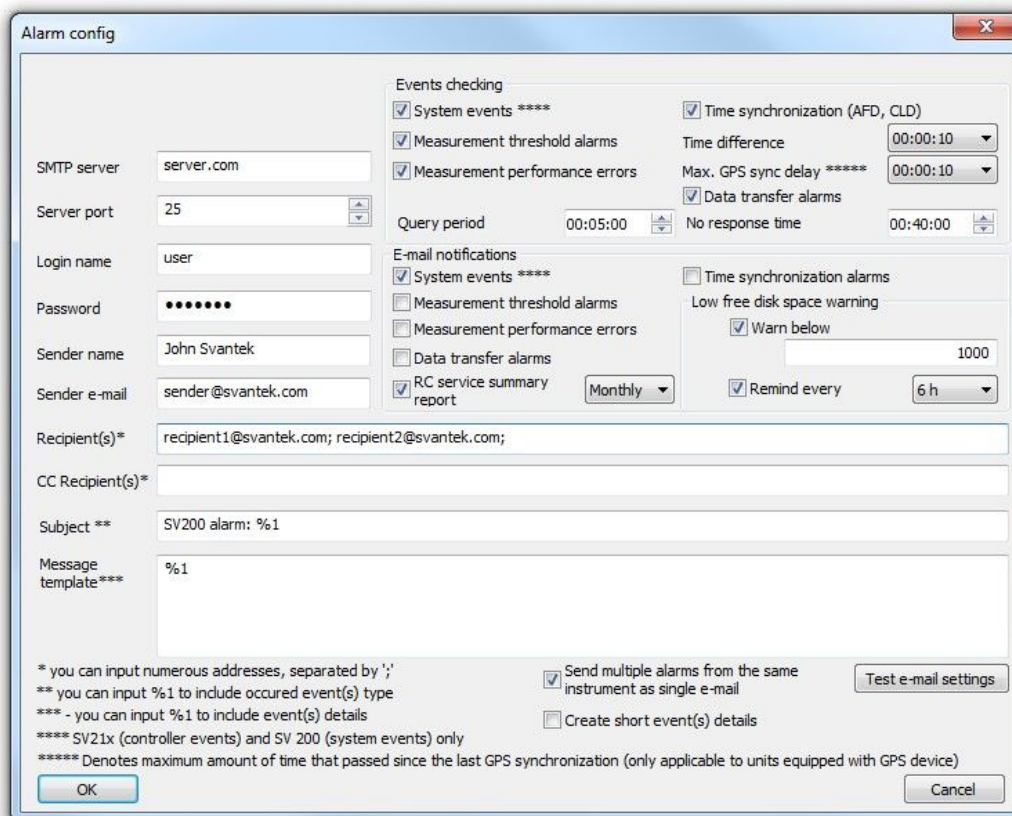 Alarm config
SMTP server
server.com
Server port
25
Login name
user
Password
•••••••
Sender name
John Svantek
Sender e-mail
sender@svantek.com
Events checking
System events ****
Measurement threshold alarms
Measurement performance errors
Query period
00:05:00
Time synchronization (AFD, CLD)
Time difference
00:00:10
Max. GPS sync delay *****
00:00:10
Data transfer alarms
No response time
00:40:00
E-mail notifications
System events ****
Measurement threshold alarms
Measurement performance errors
Data transfer alarms
RC service summary
report
Monthly
Time synchronization alarms
Low free disk space warning
Warn below
1000
Remind every
6 h
Recipient(s)*
recipient1@svantek.com; recipient2@svantek.com;
CC Recipient(s)*
Subject **
SV200 alarm: %1
Message
template***
%1
* you can input numerous addresses, separated by ';'
** you can input %1 to include occured event(s) type
*** - you can input %1 to include event(s) details
**** SV21x (controller events) and SV 200 (system events) only
***** Denotes maximum amount of time that passed since the last GPS synchronization (only applicable to units equipped with GPS device)
Send multiple alarms from the same
instrument as single e-mail
Create short event(s) details
Test e-mail settings
OK
Cancel